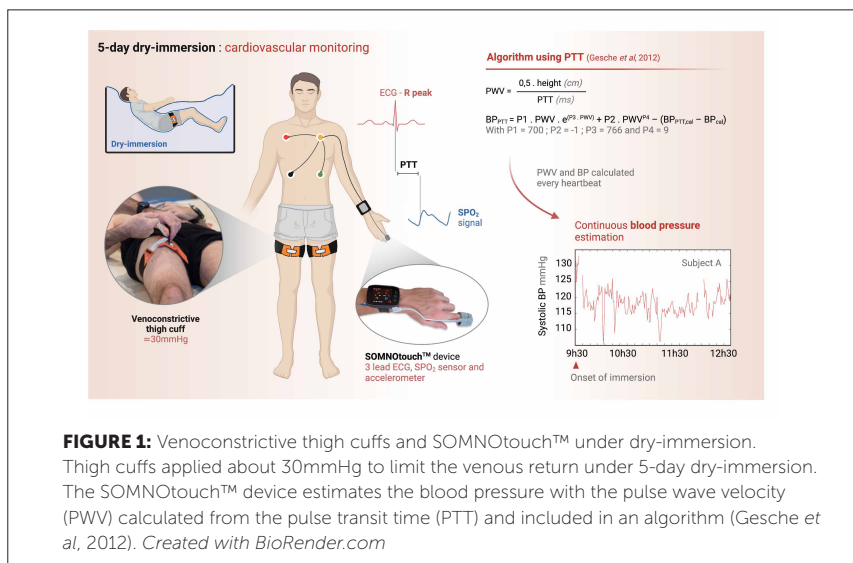 5-day dry-immersion : cardiovascular monitoring
Dry-immersion
Venoconstrictive
thigh cuff
≈30mmHg
ECG - R peak
PTT
SPO₂
signal
SOMNOtouch™ device
3 lead ECG, SPO₂ sensor and
accelerometer
Algorithm using PTT (Gesche et al, 2012)
PWV = 0,5 . height (cm) / PTT (ms)
BP_PTT = P1 . PWV . e^(P3 . PWV) + P2 . PWV^P4 − (BP_PTT,cal − BP_cal)
With P1 = 700 ; P2 = -1 ; P3 = 766 and P4 = 9
PWV and BP calculated
every heartbeat
Continuous blood pressure
estimation
Systolic BP mmHg
Subject A
130
125
120
115
110
9h30 10h30 11h30 12h30
Onset of immersion
FIGURE 1: Venoconstrictive thigh cuffs and SOMNOtouch™ under dry-immersion.
Thigh cuffs applied about 30mmHg to limit the venous return under 5-day dry-immersion.
The SOMNOtouch™ device estimates the blood pressure with the pulse wave velocity
(PWV) calculated from the pulse transit time (PTT) and included in an algorithm (Gesche et
al, 2012). Created with BioRender.com